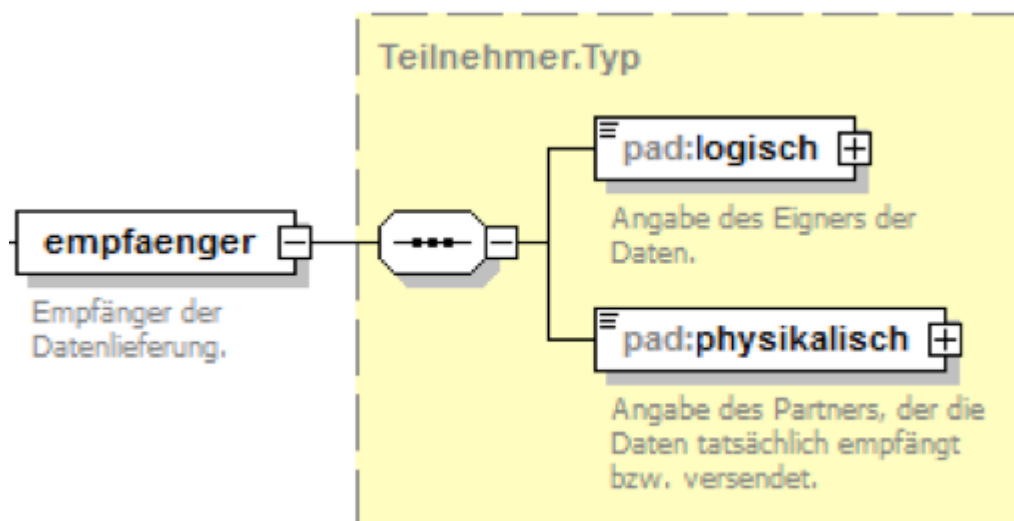 Teilnehmer.Typ
pad:logisch
Angabe des Eigners der
Daten.
empfaenger
Empfänger der
Datenlieferung.
pad:physikalisch
Angabe des Partners, der die
Daten tatsächlich empfängt
bzw. versendet.